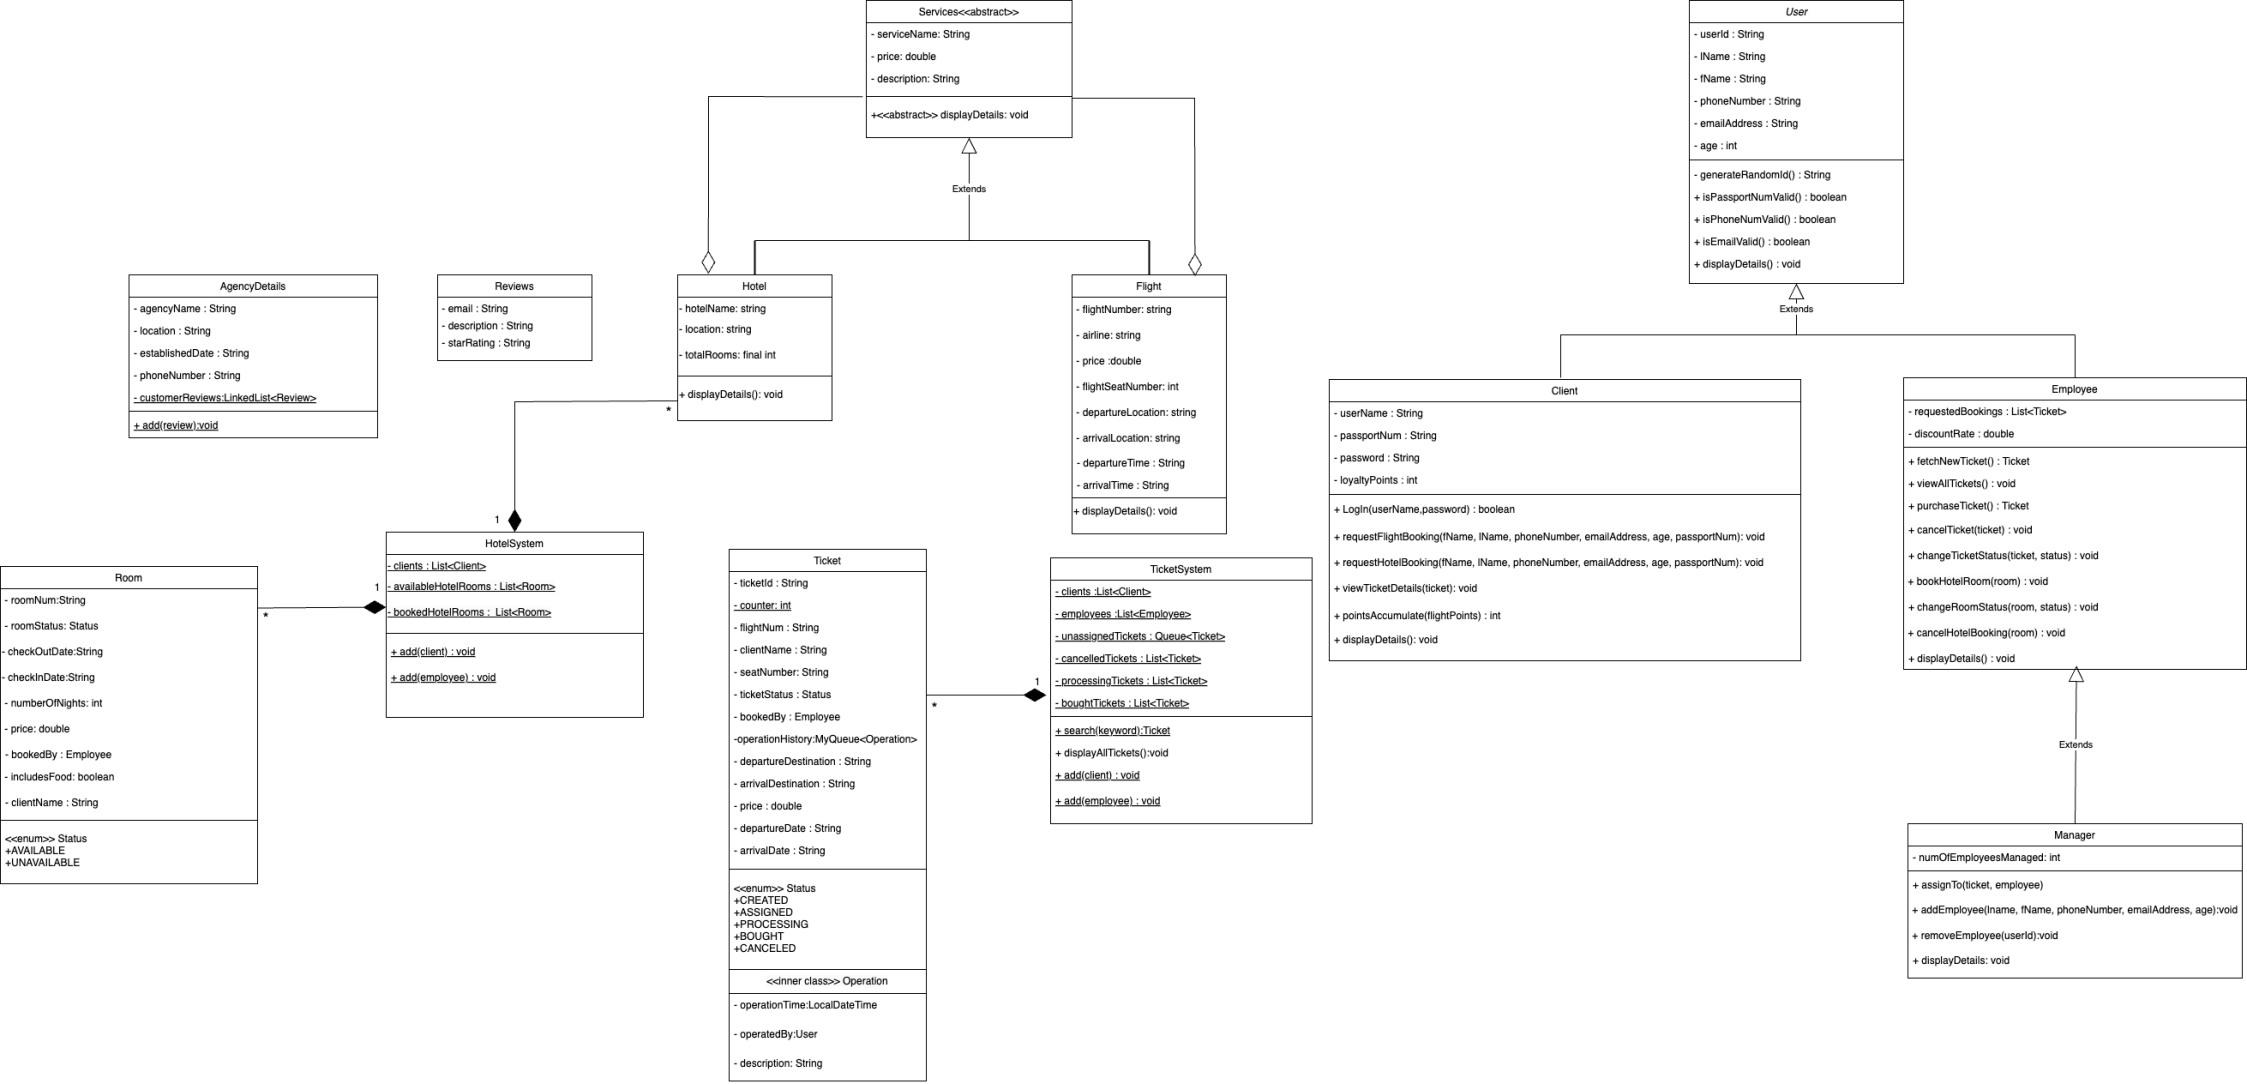 Services<<abstract>>
- serviceName: String
- price: double
- description: String
+<<abstract>> displayDetails: void
Extends
User
- userId : String
- lName : String
- fName : String
- phoneNumber : String
- emailAddress : String
- age : int
- generateRandomId() : String
+ isPassportNumValid() : boolean
+ isPhoneNumValid() : boolean
+ isEmailValid() : boolean
+ displayDetails() : void
Extends
AgencyDetails
- agencyName : String
- location : String
- establishedDate : String
- phoneNumber : String
- customerReviews:LinkedList<Review>
+ add(review):void
Reviews
- email : String
- description : String
- starRating : String
Hotel
- hotelName: string
- location: string
- totalRooms: final int
+ displayDetails(): void
*
1
Flight
- flightNumber: string
- airline: string
- price :double
- flightSeatNumber: int
- departureLocation: string
- arrivalLocation: string
- departureTime : String
- arrivalTime : String
+ displayDetails(): void
Client
- userName : String
- passportNum : String
- password : String
- loyaltyPoints : int
+ LogIn(userName,password) : boolean
+ requestFlightBooking(fName, lName, phoneNumber, emailAddress, age, passportNum): void
+ requestHotelBooking(fName, lName, phoneNumber, emailAddress, age, passportNum): void
+ viewTicketDetails(ticket): void
+ pointsAccumulate(flightPoints) : int
+ displayDetails(): void
Employee
- requestedBookings : List<Ticket>
- discountRate : double
+ fetchNewTicket() : Ticket
+ viewAllTickets() : void
+ purchaseTicket() : Ticket
+ cancelTicket(ticket) : void
+ changeTicketStatus(ticket, status) : void
+ bookHotelRoom(room) : void
+ changeRoomStatus(room, status) : void
+ cancelHotelBooking(room) : void
+ displayDetails() : void
Extends
HotelSystem
- clients : List<Client>
- availableHotelRooms : List<Room>
- bookedHotelRooms : List<Room>
+ add(client) : void
+ add(employee) : void
1
*
Room
- roomNum:String
- roomStatus: Status
- checkOutDate:String
- checkInDate:String
- numberOfNights: int
- price: double
- bookedBy : Employee
- includesFood: boolean
- clientName : String
<<enum>> Status
+AVAILABLE
+UNAVAILABLE
Ticket
- ticketId : String
- counter: int
- flightNum : String
- clientName : String
- seatNumber: String
- ticketStatus : Status
- bookedBy : Employee
-operationHistory:MyQueue<Operation>
- departureDestination : String
- arrivalDestination : String
- price : double
- departureDate : String
- arrivalDate : String
<<enum>> Status
+CREATED
+ASSIGNED
+PROCESSING
+BOUGHT
+CANCELED
<<inner class>> Operation
- operationTime:LocalDateTime
- operatedBy:User
- description: String
*
1
TicketSystem
- clients :List<Client>
- employees :List<Employee>
- unassignedTickets : Queue<Ticket>
- cancelledTickets : List<Ticket>
- processingTickets : List<Ticket>
- boughtTickets : List<Ticket>
+ search(keyword):Ticket
+ displayAllTickets():void
+ add(client) : void
+ add(employee) : void
Manager
- numOfEmployeesManaged: int
+ assignTo(ticket, employee)
+ addEmployee(lname, fName, phoneNumber, emailAddress, age):void
+ removeEmployee(userId):void
+ displayDetails: void